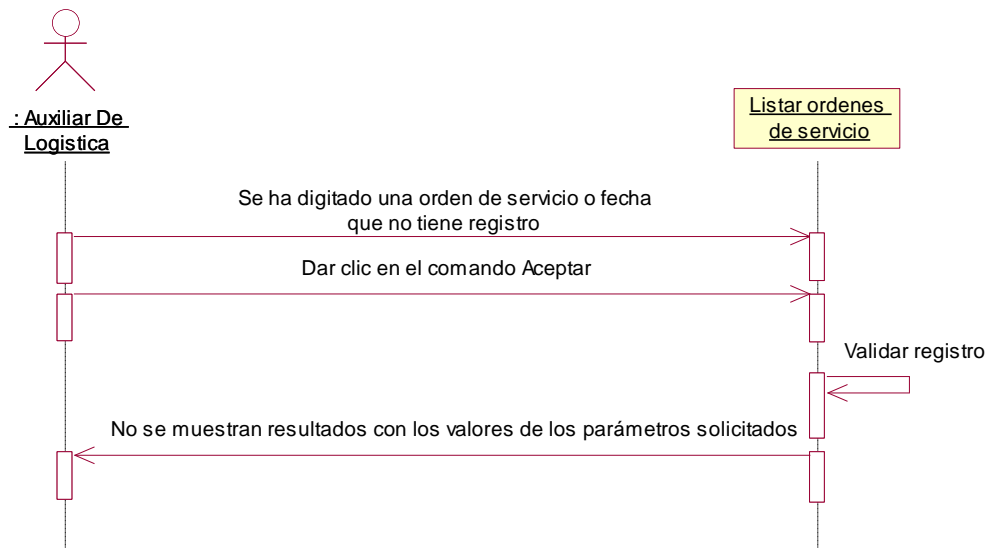 : Auxiliar De
Logistica
Listar ordenes
de servicio
Se ha digitado una orden de servicio o fecha
que no tiene registro
Dar clic en el comando Aceptar
Validar registro
No se muestran resultados con los valores de los parámetros solicitados